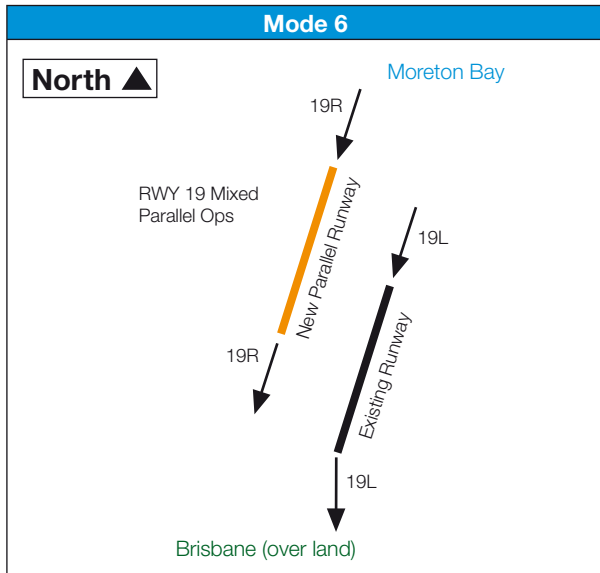 Mode 6
North
Moreton Bay
19R
RWY 19 Mixed
Parallel Ops
New Parallel Runway
19L
19R
Existing Runway
19L
Brisbane (over land)